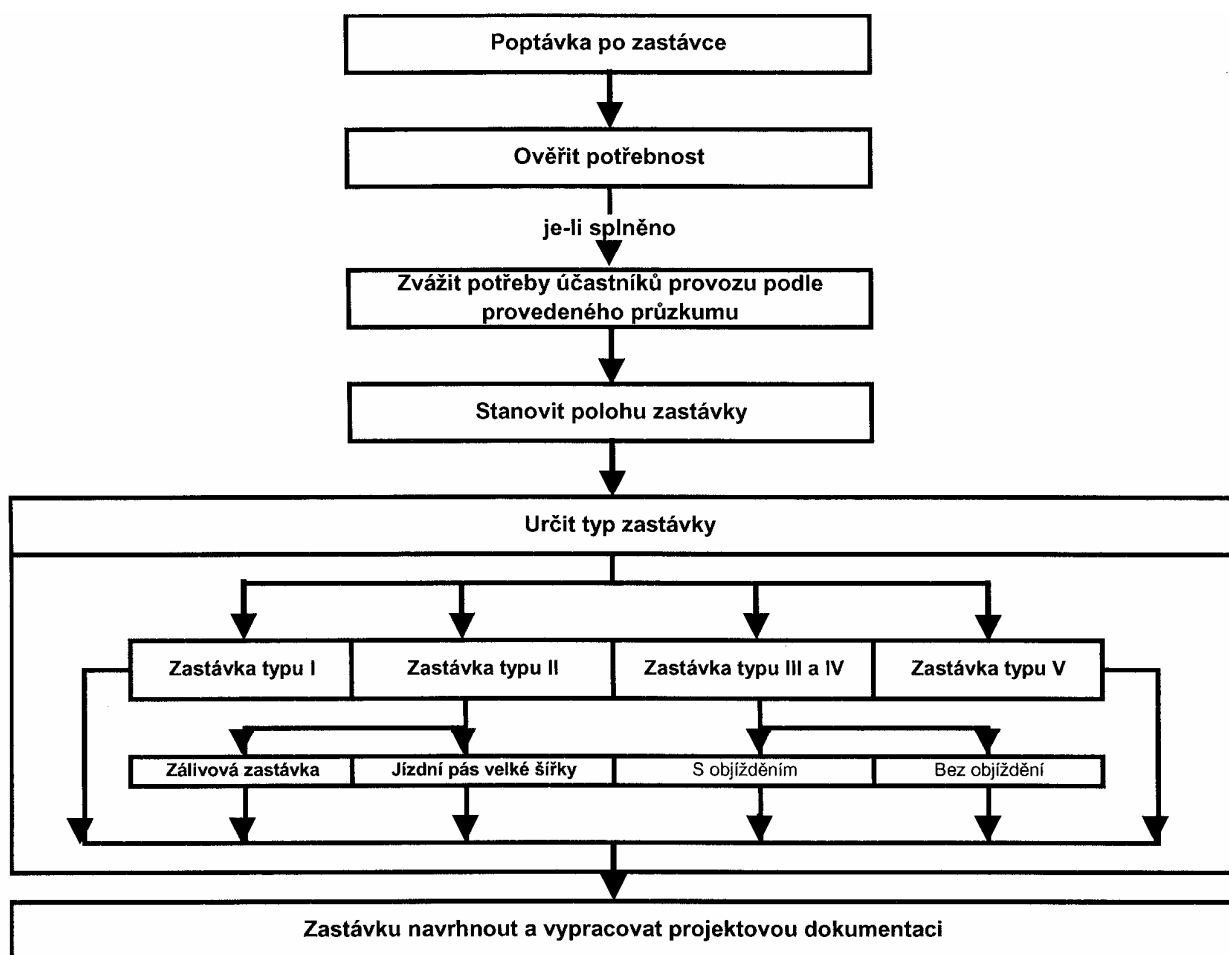 Poptávka po zastávce
Ověřit potřebnost
je-li splněno
Zvážit potřeby účastníků provozu podle
provedeného průzkumu
Stanovit polohu zastávky
Určit typ zastávky
Zastávka typu I
Zastávka typu II
Zastávka typu III a IV
Zastávka typu V
Zálivová zastávka
Jízdní pás velké šířky
S objížděním
Bez objíždění
Zastávku navrhnout a vypracovat projektovou dokumentaci